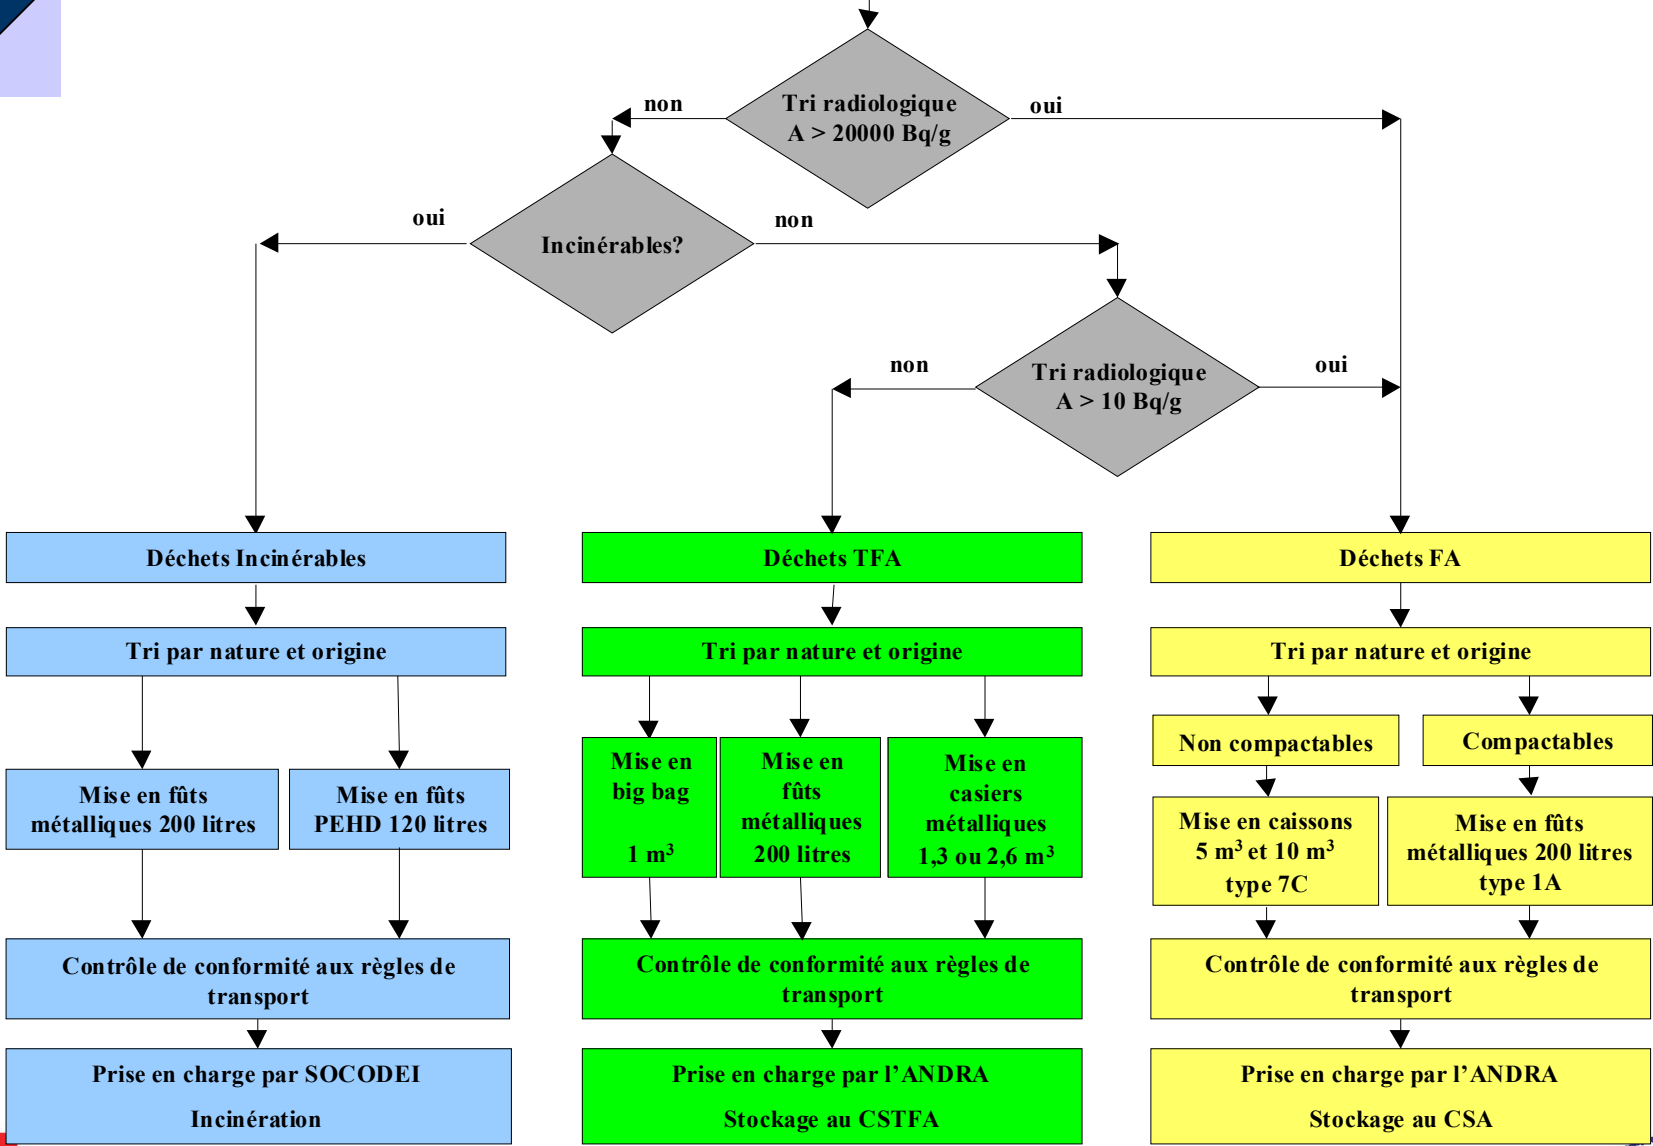 Tri radiologique
A > 20000 Bq/g
non
oui
Incinérables?
oui
non
Tri radiologique
A > 10 Bq/g
non
oui
Déchets Incinérables
Tri par nature et origine
Mise en fûts
métalliques 200 litres
Mise en fûts
PEHD 120 litres
Contrôle de conformité aux règles de
transport
Prise en charge par SOCODEI
Incinération
Déchets TFA
Tri par nature et origine
Mise en
big bag
1 m³
Mise en
fûts
métalliques
200 litres
Mise en
casiers
métalliques
1,3 ou 2,6 m³
Contrôle de conformité aux règles de
transport
Prise en charge par l’ANDRA
Stockage au CSTFA
Déchets FA
Tri par nature et origine
Non compactables
Compactables
Mise en caissons
5 m³ et 10 m³
type 7C
Mise en fûts
métalliques 200 litres
type 1A
Contrôle de conformité aux règles de
transport
Prise en charge par l’ANDRA
Stockage au CSA